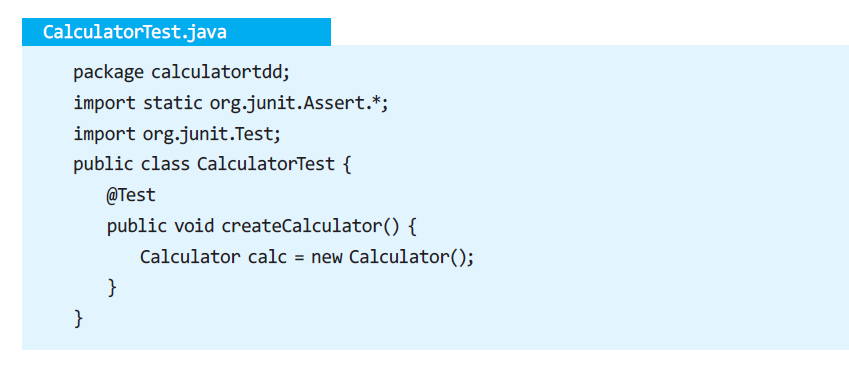 CalculatorTest.java
package calculatortdd;
import static org.junit.Assert.*;
import org.junit.Test;
public class CalculatorTest {
@Test
public void createCalculator() {
Calculator calc = new Calculator();
}
}